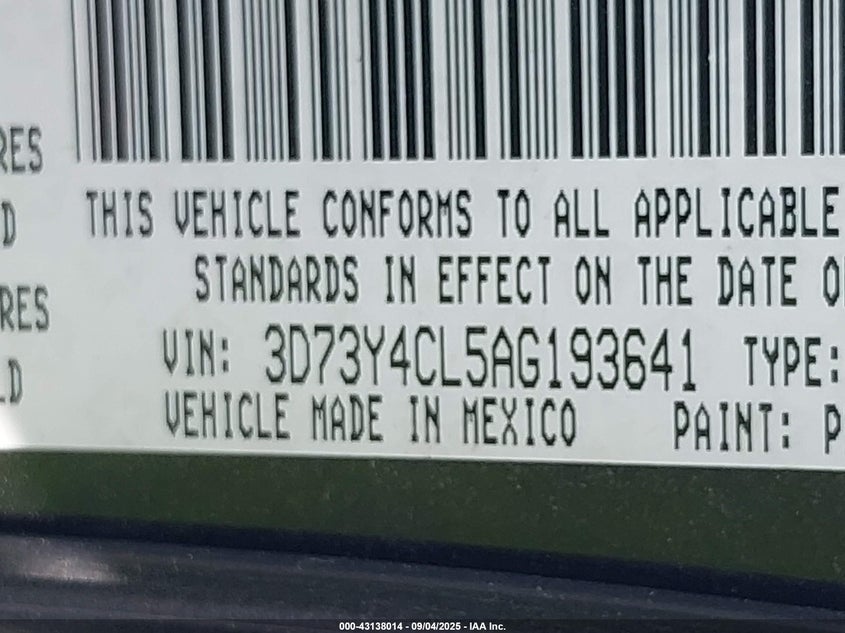 RES
D
RES
LD
THIS VEHICLE CONFORMS TO ALL APPLICABLE
STANDARDS IN EFFECT ON THE DATE O
VIN: 3D73Y4CL5AG193641 TYPE:
VEHICLE MADE IN MEXICO PAINT: P
000-43138014 - 09/04/2025 - IAA Inc.